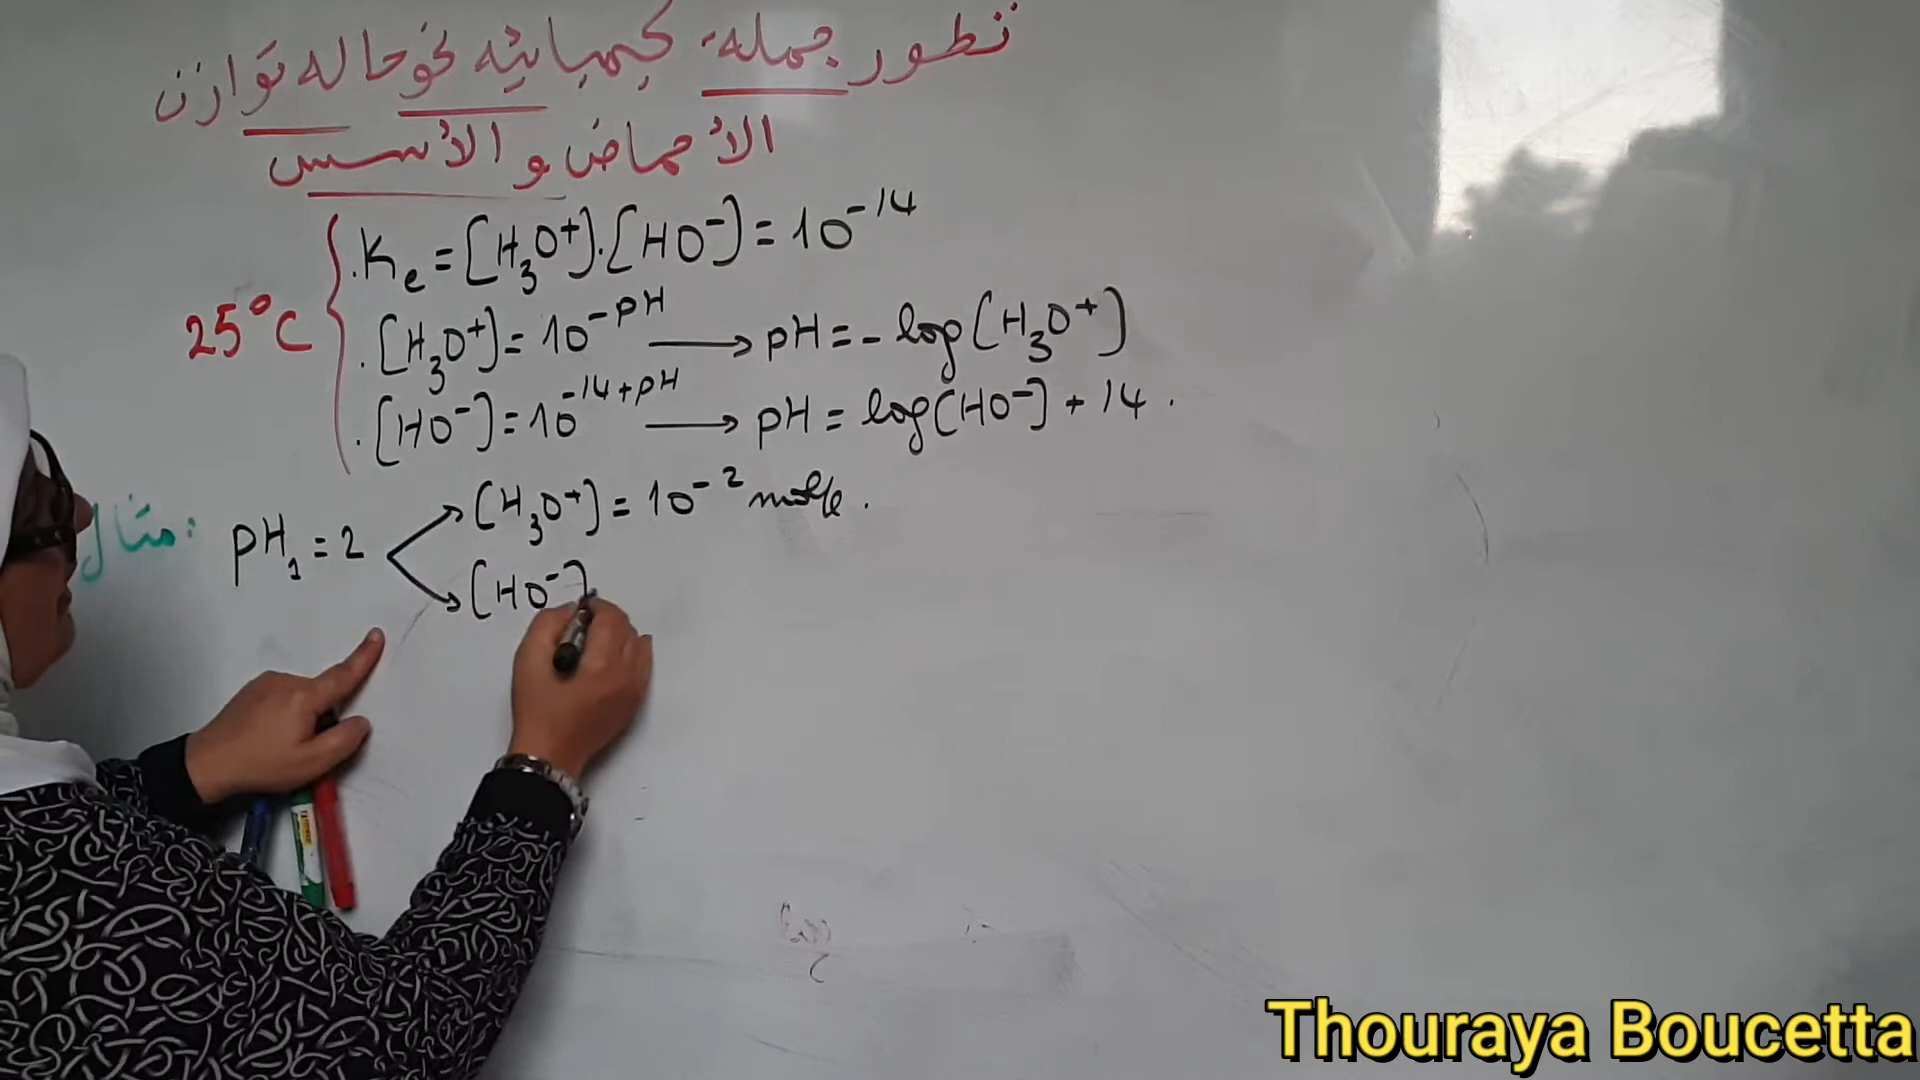 تطور جملة كيميائية نحو حالة توازن
الأحماض و الأسس
25°C
. Ke = [H₃O⁺].[HO⁻] = 10⁻¹⁴
. [H₃O⁺] = 10^-pH → pH = - log [H₃O⁺]
. [HO⁻] = 10^-14+pH → pH = log [HO⁻] + 14 .
مثال: pH₁ = 2
[H₃O⁺] = 10⁻² mol/l .
[HO⁻]
Thouraya Boucetta